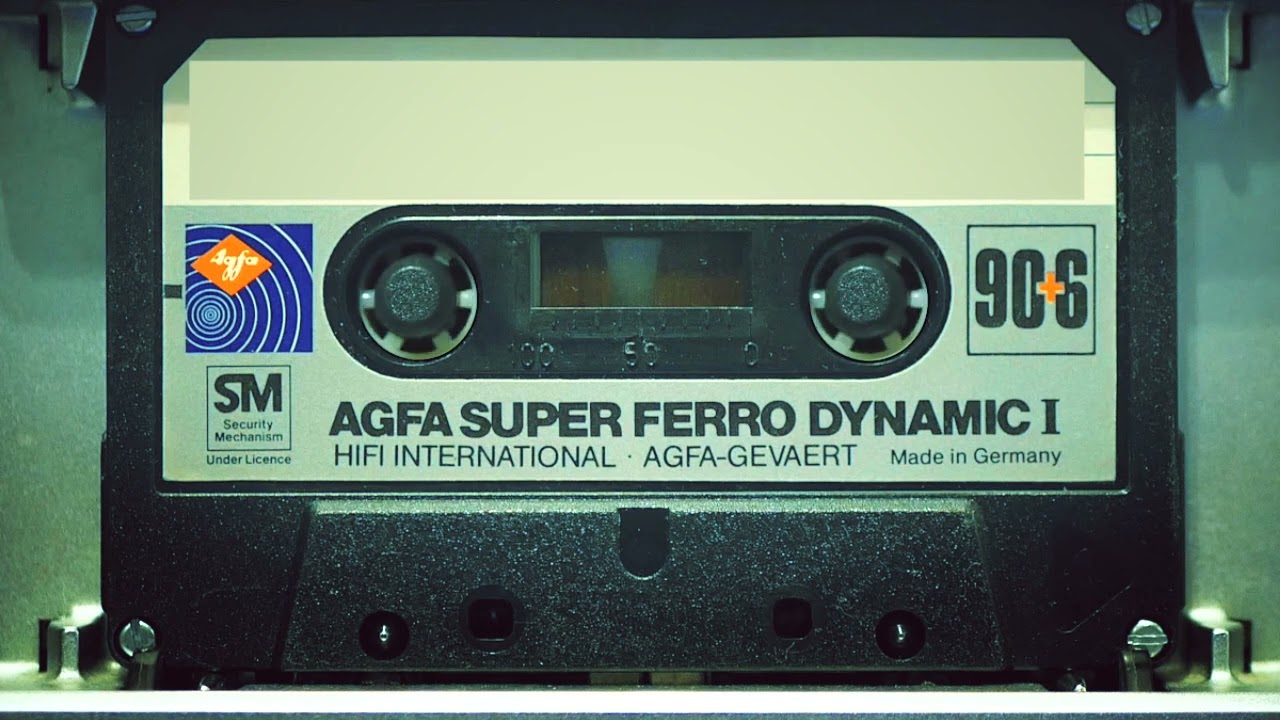 Agfa
90+6
100 50 0
SM
Security
Mechanism
Under Licence
AGFA SUPER FERRO DYNAMIC I
HIFI INTERNATIONAL · AGFA-GEVAERT Made in Germany